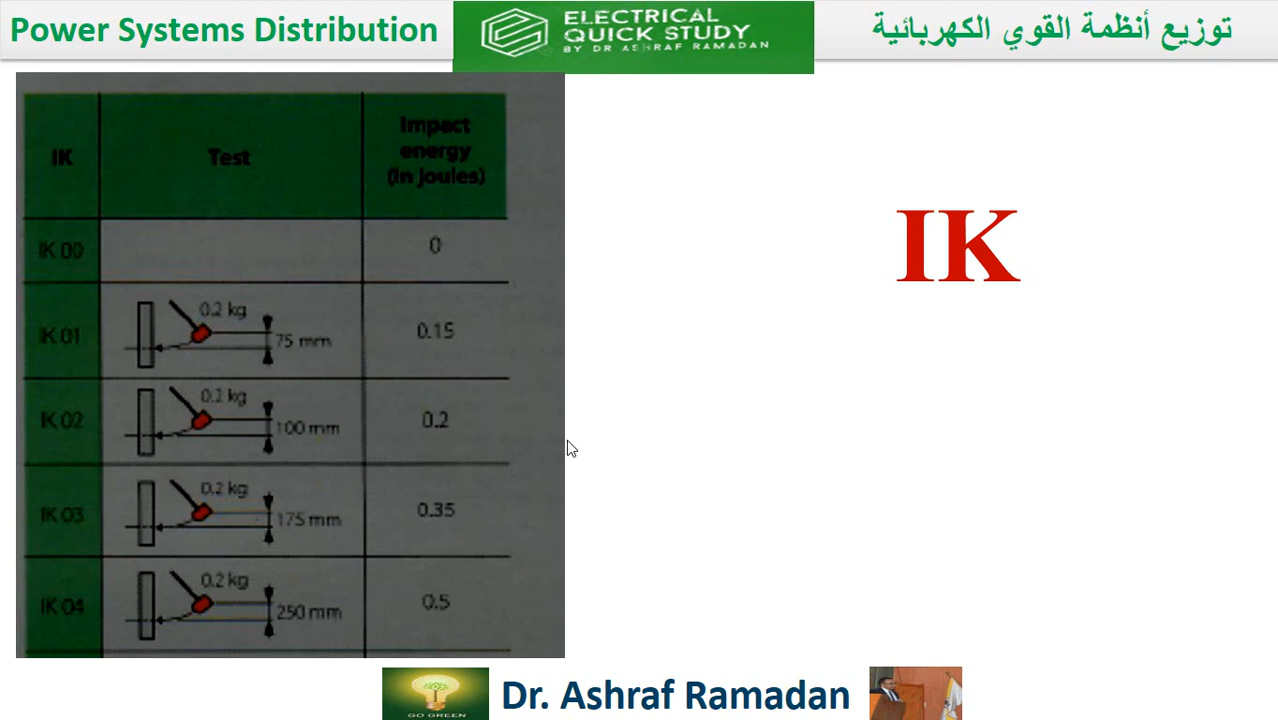 Power Systems Distribution
ELECTRICAL
QUICK STUDY
BY DR ASHRAF RAMADAN
توزيع أنظمة القوي الكهربائية
IK
Test
Impact
energy
(in joules)
IK 00
0
IK 01
0.2 kg
75 mm
0.15
IK 02
0.2 kg
100 mm
0.2
IK 03
0.2 kg
175 mm
0.35
IK 04
0.2 kg
250 mm
0.5
IK
GO GREEN
Dr. Ashraf Ramadan